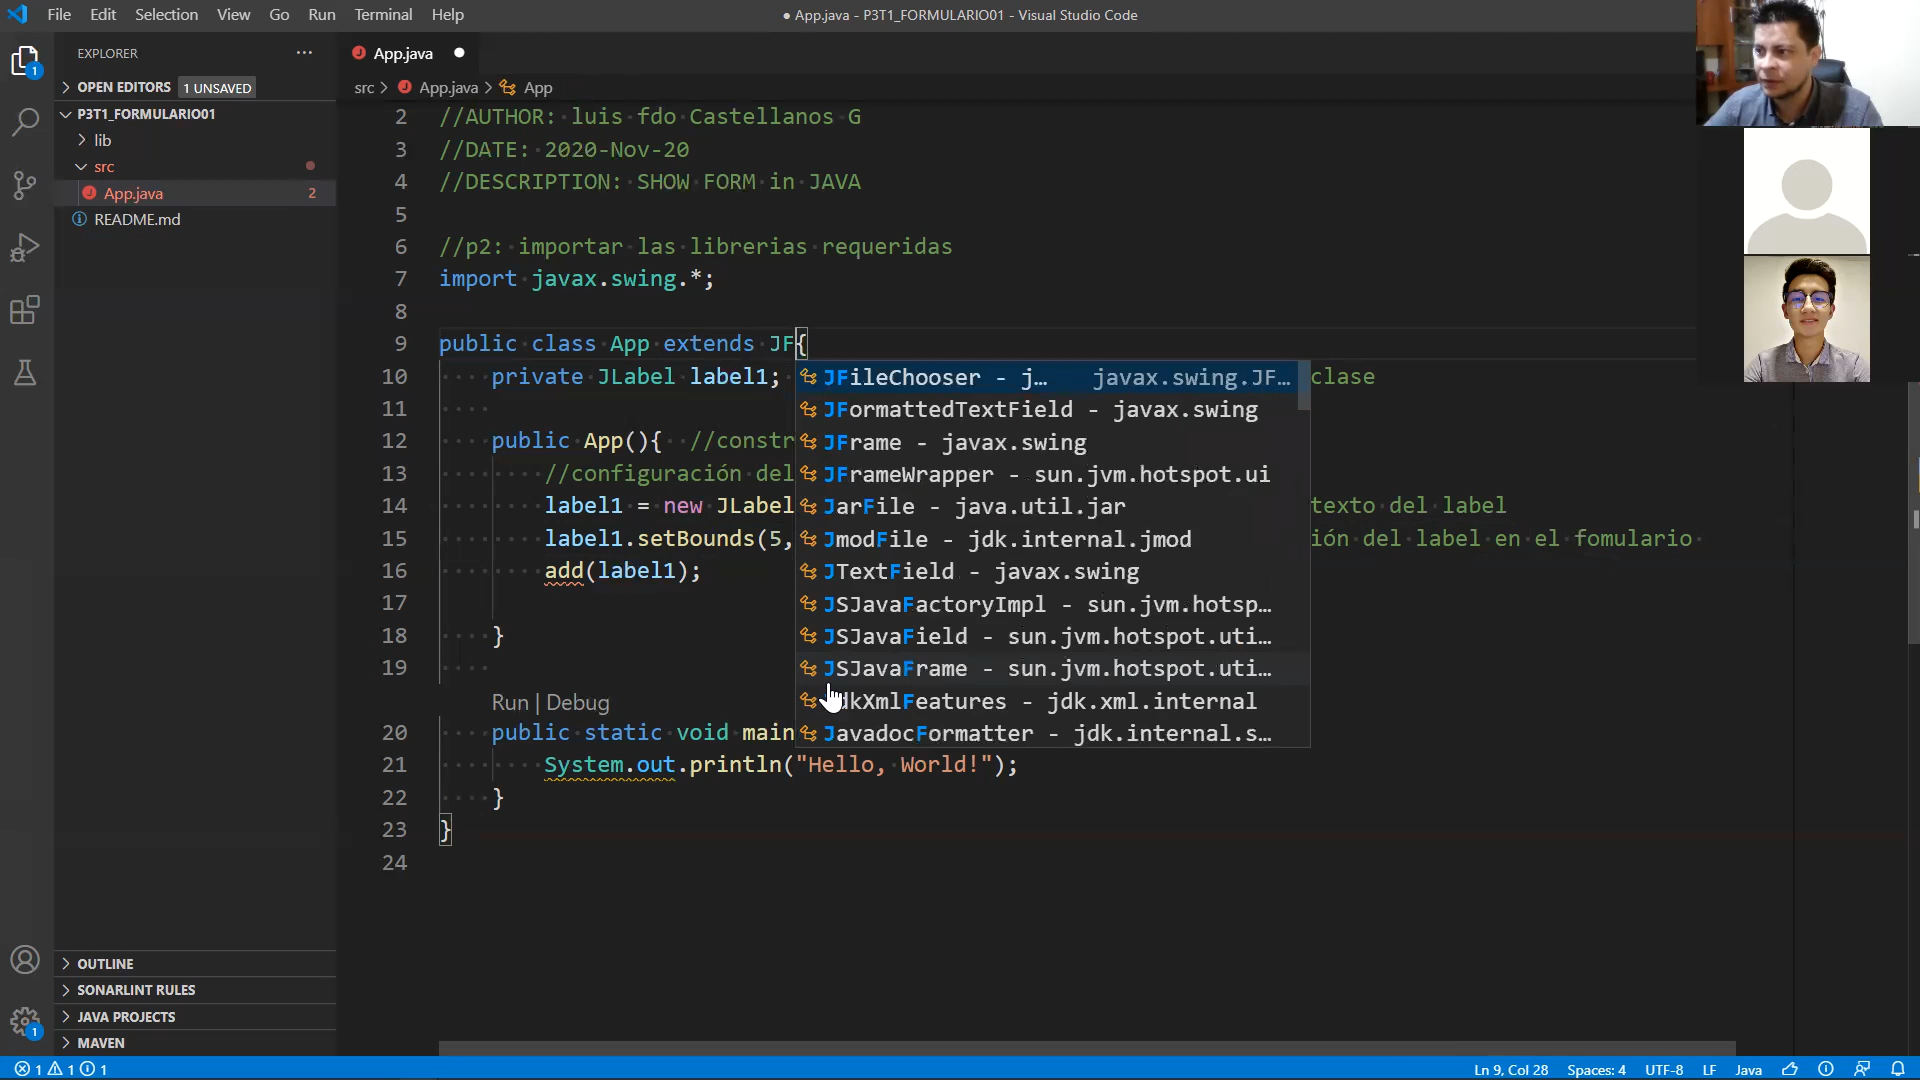 File Edit Selection View Go Run Terminal Help
● App.java - P3T1_FORMULARIO01 - Visual Studio Code
EXPLORER ···
OPEN EDITORS 1 UNSAVED
P3T1_FORMULARIO01
lib
src
App.java 2
README.md
OUTLINE
SONARLINT RULES
JAVA PROJECTS
MAVEN
App.java
src > App.java > App
2 //AUTHOR: luis fdo Castellanos G
3 //DATE: 2020-Nov-20
4 //DESCRIPTION: SHOW FORM in JAVA
5
6 //p2: importar las librerias requeridas
7 import javax.swing.*;
8
9 public class App extends JF{
10 private JLabel label1; clase
11
12 public App(){ //constr
13 //configuración del
14 label1 = new JLabel texto del label
15 label1.setBounds(5, ión del label en el fomulario
16 add(label1);
17
18 }
19
Run | Debug
20 public static void main
21 System.out.println("Hello, World!");
22 }
23 }
24
JFileChooser - j… javax.swing.JF…
JFormattedTextField - javax.swing
JFrame - javax.swing
JFrameWrapper - sun.jvm.hotspot.ui
JarFile - java.util.jar
JmodFile - jdk.internal.jmod
JTextField - javax.swing
JSJavaFactoryImpl - sun.jvm.hotsp…
JSJavaField - sun.jvm.hotspot.uti…
JSJavaFrame - sun.jvm.hotspot.uti…
JdkXmlFeatures - jdk.xml.internal
JavadocFormatter - jdk.internal.s…
1 1 1
Ln 9, Col 28 Spaces: 4 UTF-8 LF Java